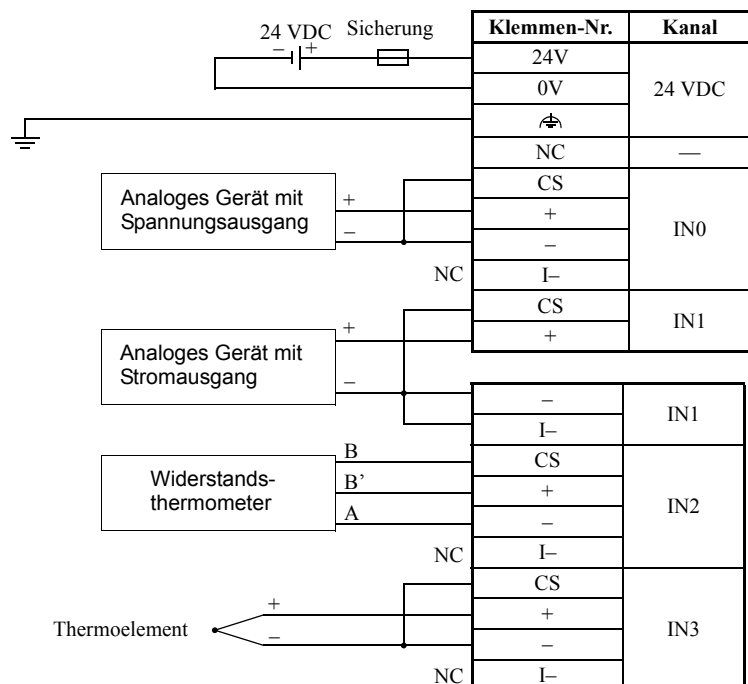 24 VDC
Sicherung
Klemmen-Nr.
Kanal
– +
24V
0V
24 VDC
NC
—
Analoges Gerät mit
Spannungsausgang
+
–
NC
CS
+
–
I–
IN0
Analoges Gerät mit
Stromausgang
+
–
CS
+
IN1
–
I–
IN1
Widerstands-
thermometer
B
B’
A
NC
CS
+
–
I–
IN2
Thermoelement
+
–
NC
CS
+
–
I–
IN3